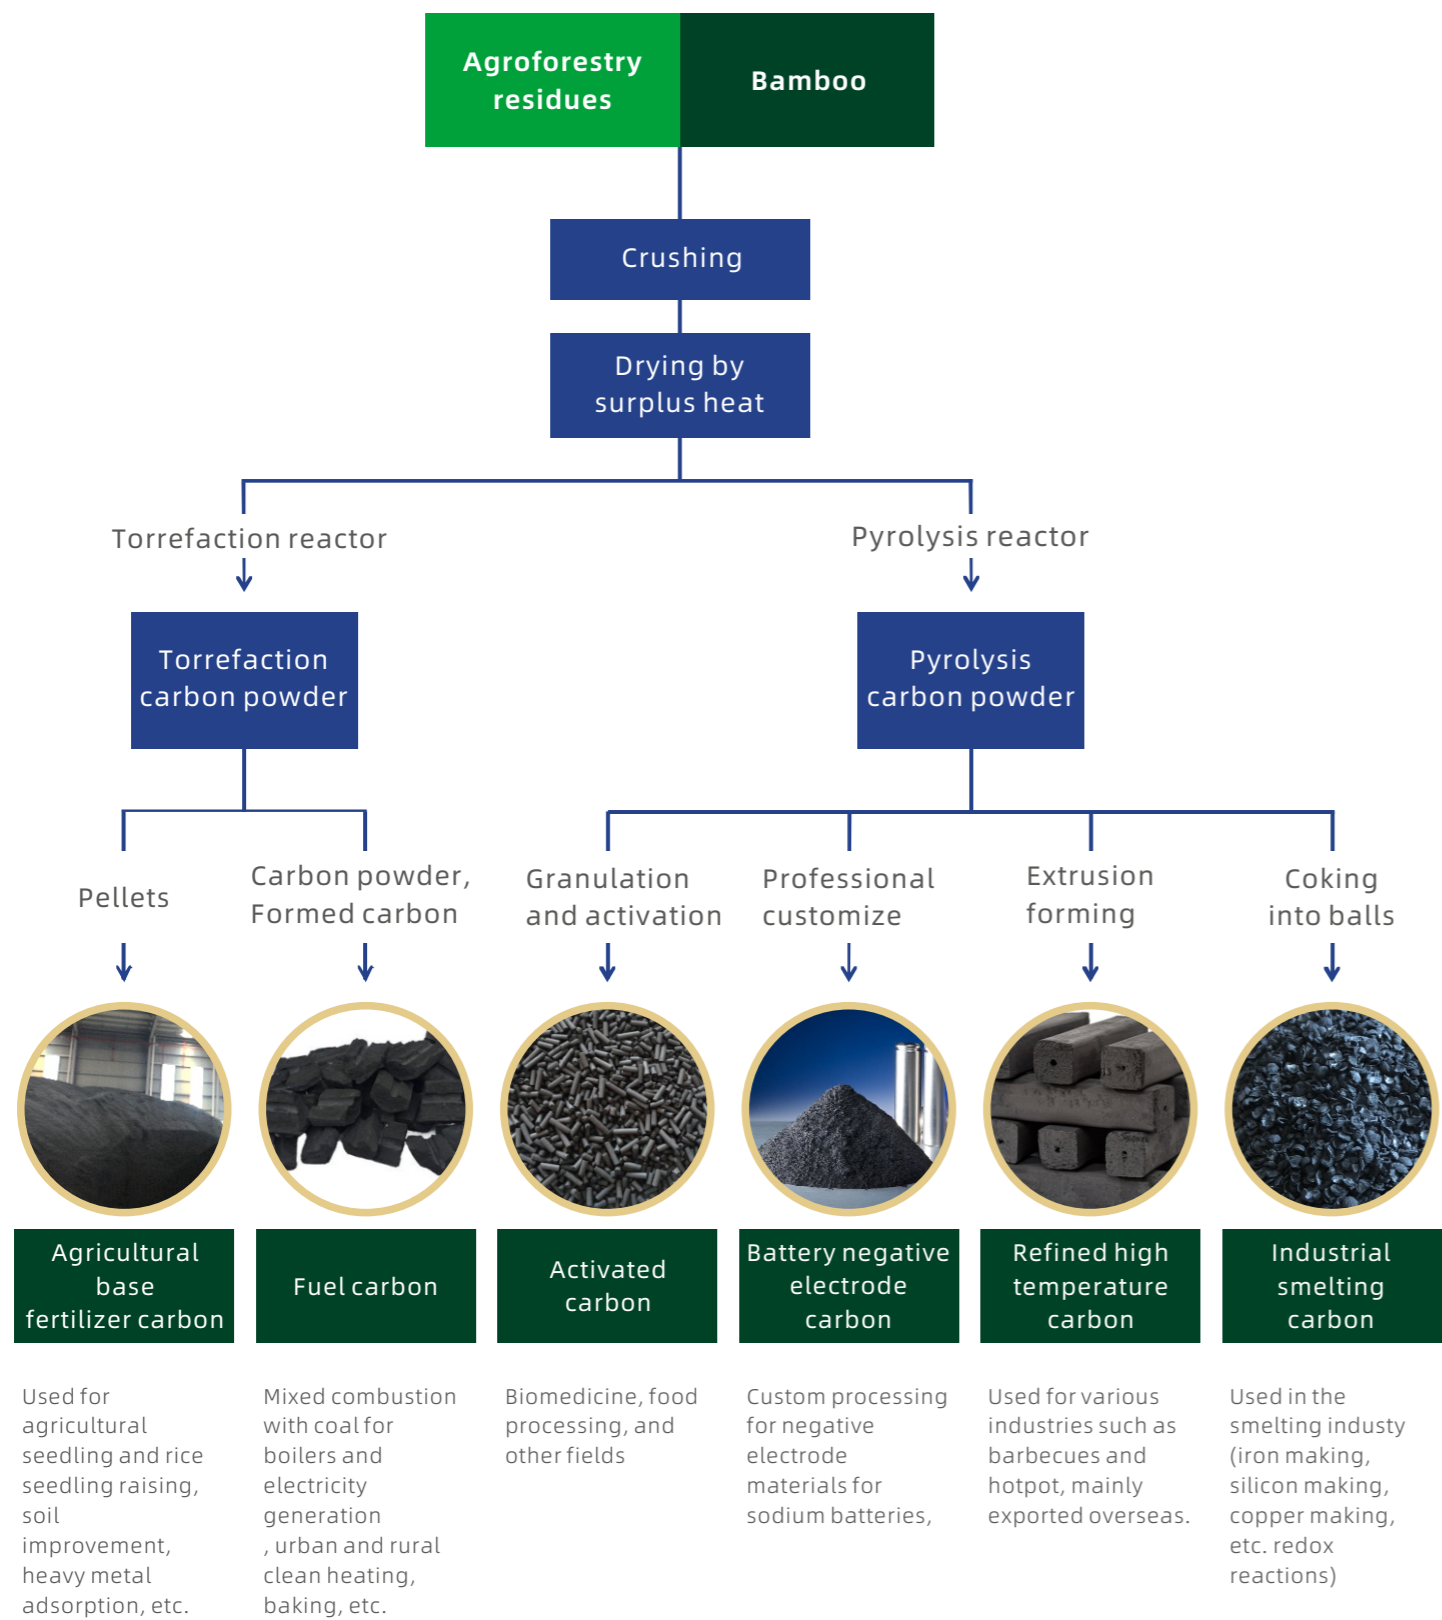 Agroforestry
residues
Bamboo
Crushing
Drying by
surplus heat
Torrefaction reactor
Pyrolysis reactor
Torrefaction
carbon powder
Pyrolysis
carbon powder
Pellets
Carbon powder,
Formed carbon
Granulation
and activation
Professional
customize
Extrusion
forming
Coking
into balls
Agricultural
base
fertilizer carbon
Fuel carbon
Activated
carbon
Battery negative
electrode
carbon
Refined high
temperature
carbon
Industrial
smelting
carbon
Used for
agricultural
seedling and rice
seedling raising,
soil
improvement,
heavy metal
adsorption, etc.
Mixed combustion
with coal for
boilers and
electricity
generation
, urban and rural
clean heating,
baking, etc.
Biomedicine, food
processing, and
other fields
Custom processing
for negative
electrode
materials for
sodium batteries,
Used for various
industries such as
barbecues and
hotpot, mainly
exported overseas.
Used in the
smelting industy
(iron making,
silicon making,
copper making,
etc. redox
reactions)